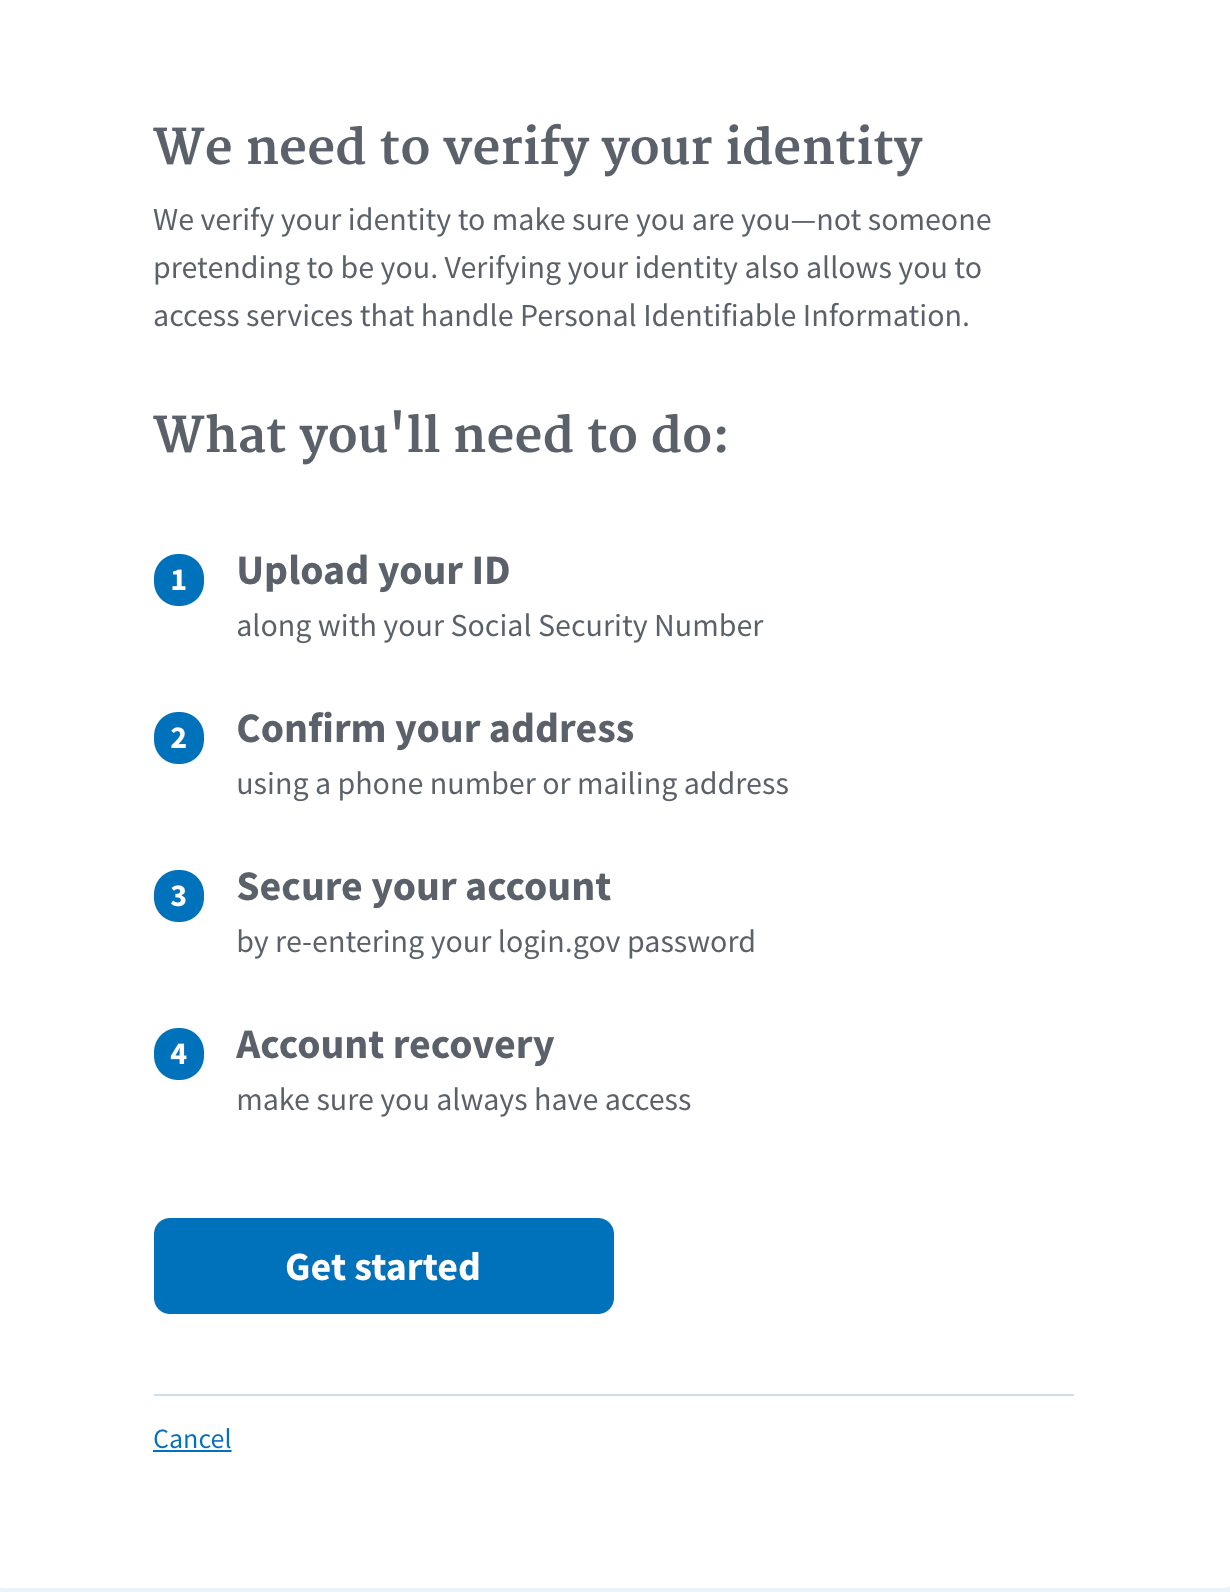 We need to verify your identity
We verify your identity to make sure you are you—not someone
pretending to be you. Verifying your identity also allows you to
access services that handle Personal Identifiable Information.
What you'll need to do:
1 Upload your ID
along with your Social Security Number
2 Confirm your address
using a phone number or mailing address
3 Secure your account
by re-entering your login.gov password
4 Account recovery
make sure you always have access
Get started
Cancel